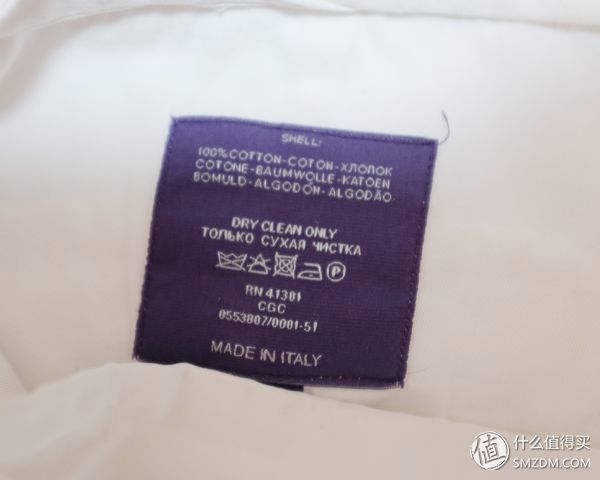 SHELL:
100%COTTON-COTON-ХЛОПОК
COTONE-BAUMWOLLE-KATOEN
BOMULD-ALGODÓN-ALGODÃO
DRY CLEAN ONLY
ТОЛЬКО СУХАЯ ЧИСТКА
P
RN 41381
CGC
0553807/0001-51
MADE IN ITALY
值 什么值得买
SMZDM.COM